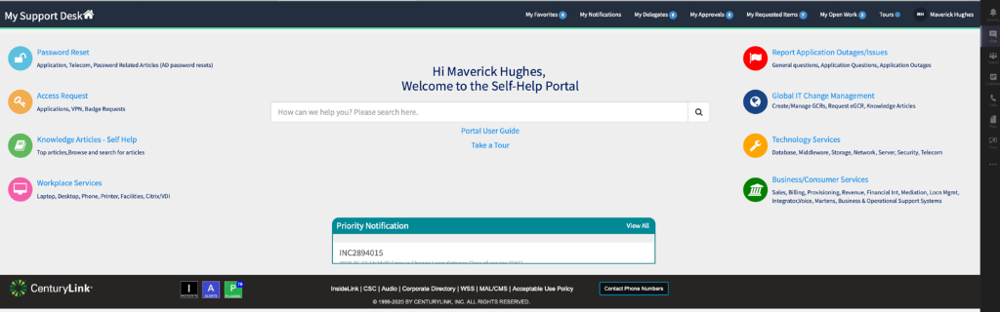 My Support Desk
My Favorites 0 My Notifications My Delegates 0 My Approvals 0 My Requested Items 7 My Open Work 0 Tours MH Maverick Hughes
Password Reset
Application, Telecom, Password Related Articles (AD password resets)
Access Request
Applications, VPN, Badge Requests
Knowledge Articles - Self Help
Top articles,Browse and search for articles
Workplace Services
Laptop, Desktop, Phone, Printer, Facilities, Citrix/VDI
Hi Maverick Hughes,
Welcome to the Self-Help Portal
How can we help you? Please search here.
Portal User Guide
Take a Tour
Report Application Outages/Issues
General questions, Application Questions, Application Outages
Global IT Change Management
Create/Manage GCRs, Request eGCR, Knowledge Articles
Technology Services
Database, Middleware, Storage, Network, Server, Security, Telecom
Business/Consumer Services
Sales, Billing, Provisioning, Revenue, Financial Int, Mediation, Locn Mgmt,
Integrator,Voice, Martens, Business & Operational Support Systems
Priority Notification View All
INC2894015
CenturyLink
I INCIDENTS A ALERTS P PLANNED
InsideLink | CSC | Audio | Corporate Directory | WSS | MAL/CMS | Acceptable Use Policy
Contact Phone Numbers
© 1999-2020 BY CENTURYLINK, INC. ALL RIGHTS RESERVED.